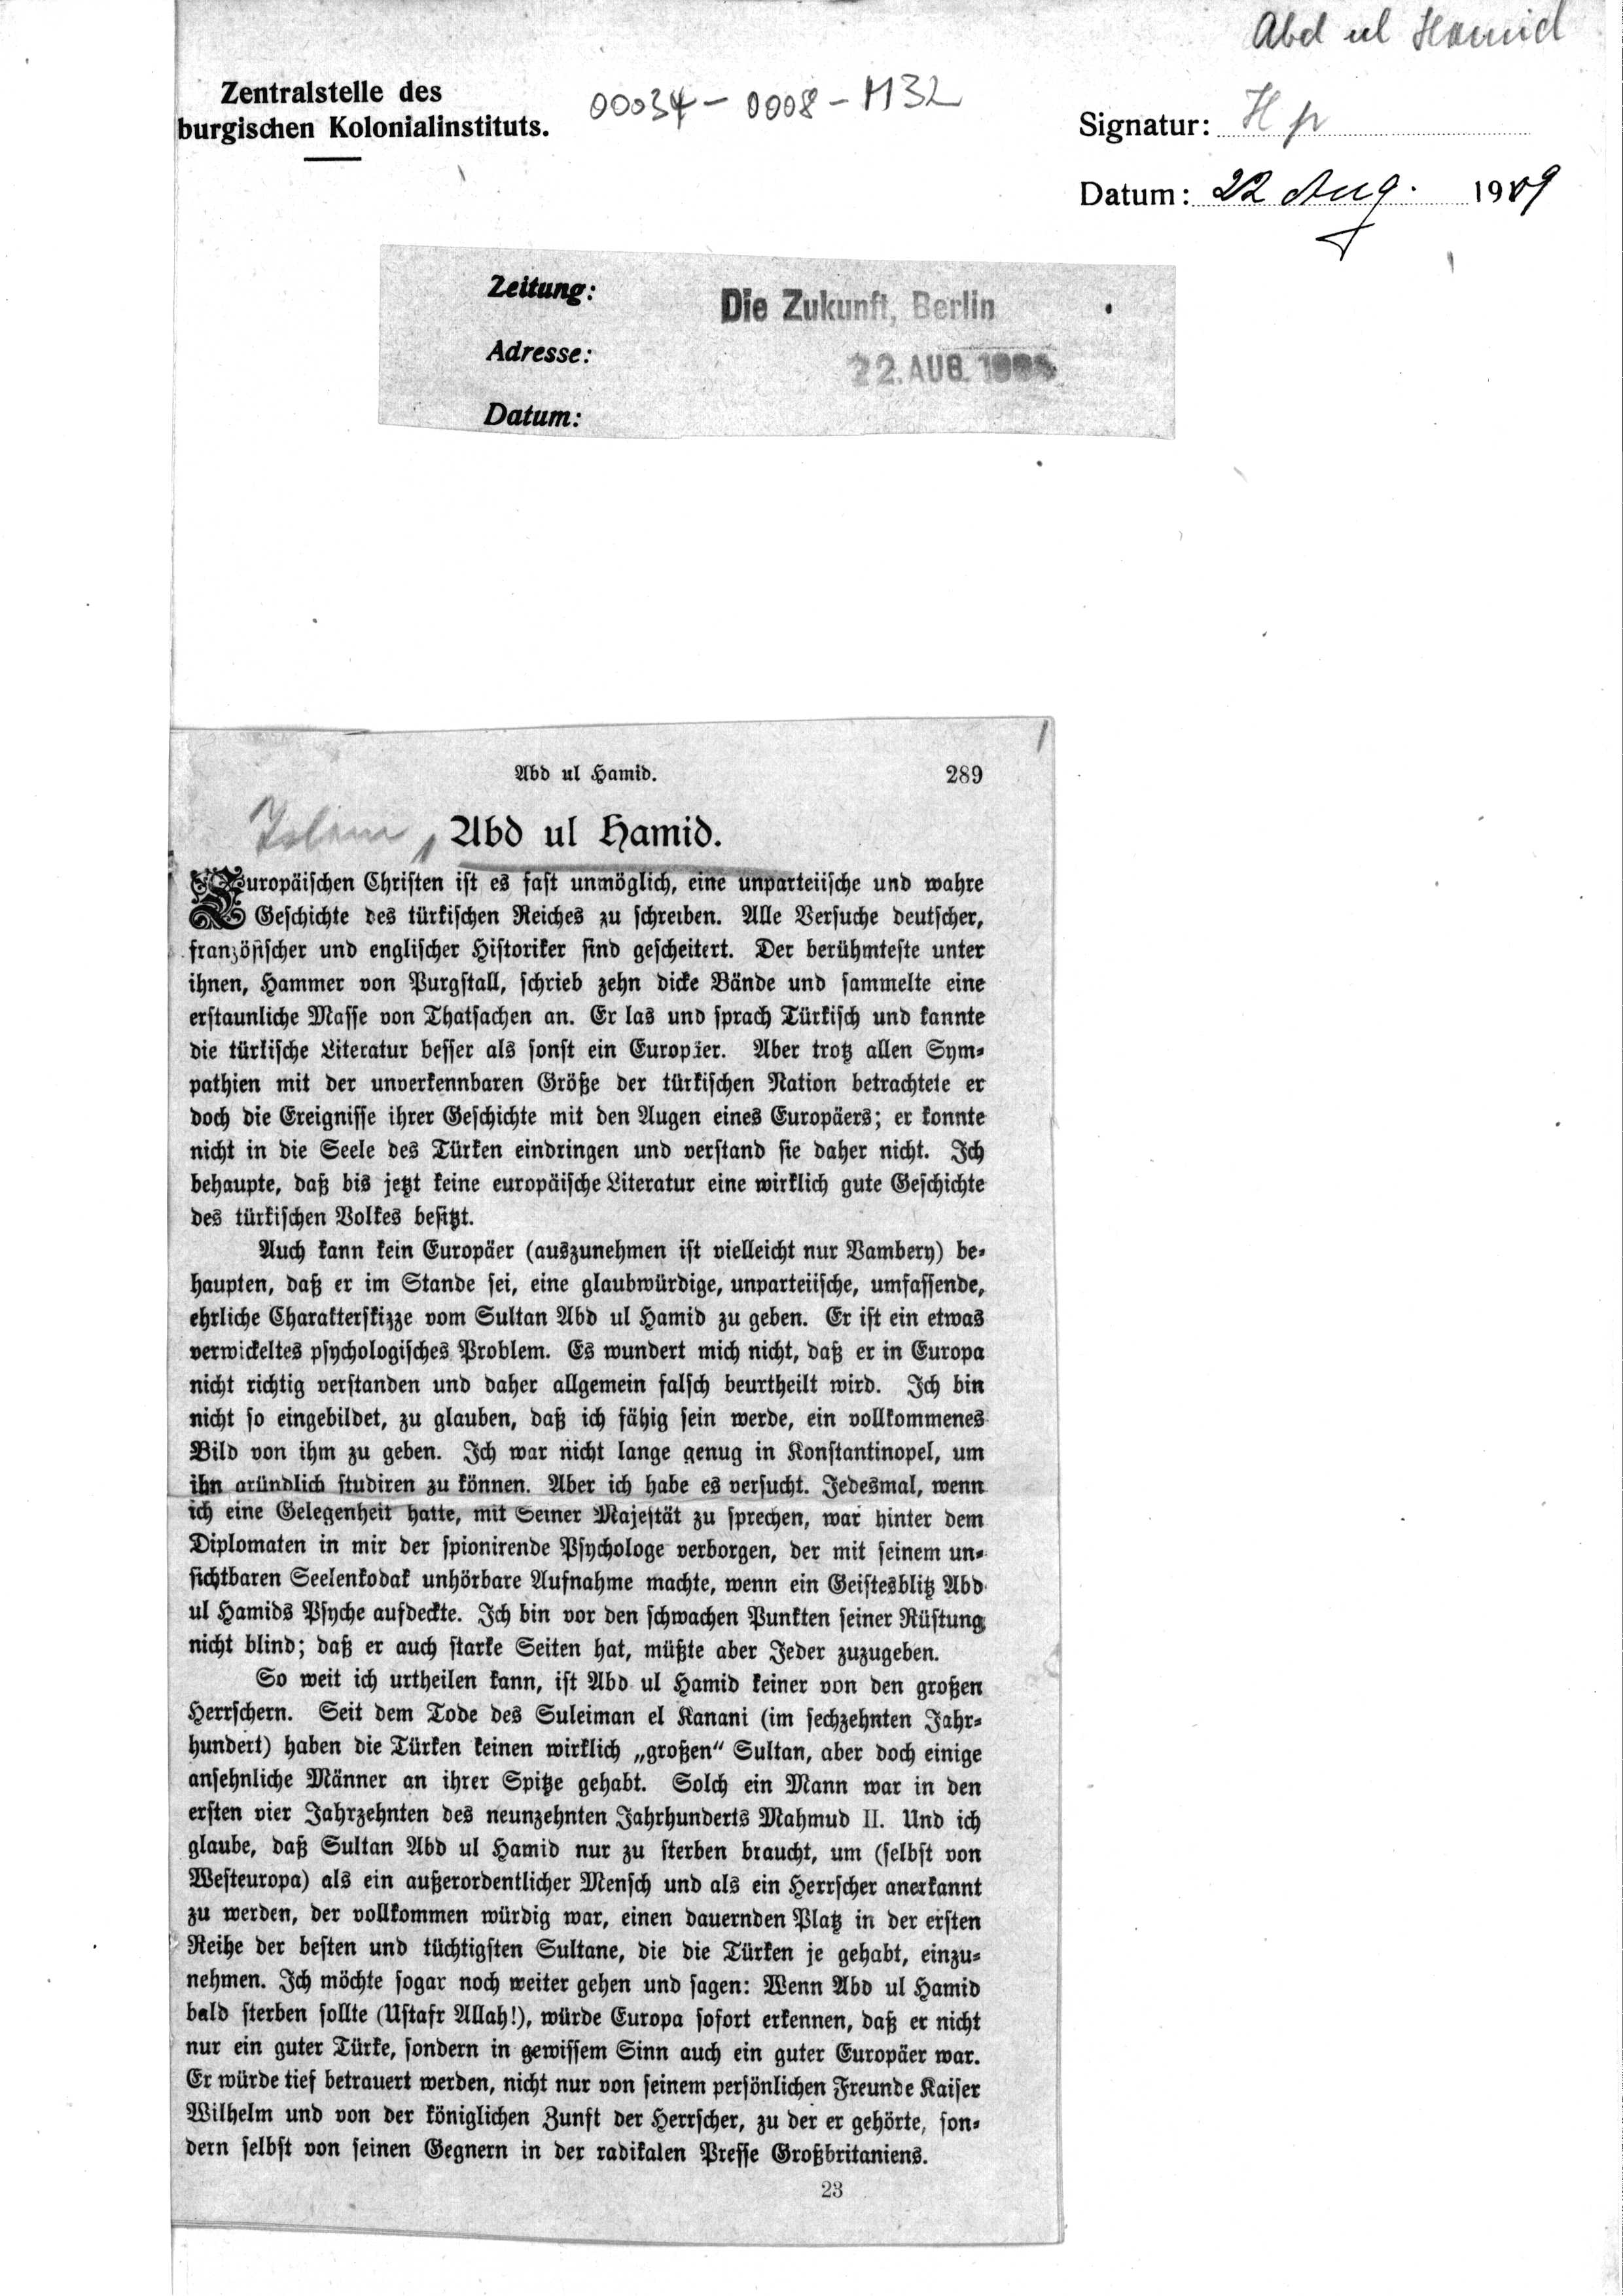 Abd ul Hamid
Zentralstelle des
burgischen Kolonialinstituts.
00034-0008-M32
Signatur: Hp
Datum: 22 Aug. 1909
Zeitung: Die Zukunft, Berlin
Adresse:
22. AUG.
Datum:
Abd ul Hamid. 289
Islam
Abd ul Hamid.
Europäischen Christen ist es fast unmöglich, eine unparteiische und wahre
Geschichte des türkischen Reiches zu schreiben. Alle Versuche deutscher,
französischer und englischer Historiker sind gescheitert. Der berühmteste unter
ihnen, Hammer von Purgstall, schrieb zehn dicke Bände und sammelte eine
erstaunliche Masse von Thatsachen an. Er las und sprach Türkisch und kannte
die türkische Literatur besser als sonst ein Europäer. Aber trotz allen Sym-
pathien mit der unverkennbaren Größe der türkischen Nation betrachtete er
doch die Ereignisse ihrer Geschichte mit den Augen eines Europäers; er konnte
nicht in die Seele des Türken eindringen und verstand sie daher nicht. Ich
behaupte, daß bis jetzt keine europäische Literatur eine wirklich gute Geschichte
des türkischen Volkes besitzt.
Auch kann kein Europäer (auszunehmen ist vielleicht nur Vambery) be-
haupten, daß er im Stande sei, eine glaubwürdige, unparteiische, umfassende,
ehrliche Charakterskizze vom Sultan Abd ul Hamid zu geben. Er ist ein etwas
verwickeltes psychologisches Problem. Es wundert mich nicht, daß er in Europa
nicht richtig verstanden und daher allgemein falsch beurtheilt wird. Ich bin
nicht so eingebildet, zu glauben, daß ich fähig sein werde, ein vollkommenes
Bild von ihm zu geben. Ich war nicht lange genug in Konstantinopel, um
ihn gründlich studiren zu können. Aber ich habe es versucht. Jedesmal, wenn
ich eine Gelegenheit hatte, mit Seiner Majestät zu sprechen, war hinter dem
Diplomaten in mir der spionirende Psychologe verborgen, der mit seinem un-
sichtbaren Seelenkodak unhörbare Aufnahme machte, wenn ein Geistesblitz Abd
ul Hamids Psyche aufdeckte. Ich bin vor den schwachen Punkten seiner Rüstung
nicht blind; daß er auch starke Seiten hat, müßte aber Jeder zuzugeben.
So weit ich urtheilen kann, ist Abd ul Hamid keiner von den großen
Herrschern. Seit dem Tode des Suleiman el Kanani (im sechzehnten Jahr-
hundert) haben die Türken keinen wirklich „großen“ Sultan, aber doch einige
ansehnliche Männer an ihrer Spitze gehabt. Solch ein Mann war in den
ersten vier Jahrzehnten des neunzehnten Jahrhunderts Mahmud II. Und ich
glaube, daß Sultan Abd ul Hamid nur zu sterben braucht, um (selbst von
Westeuropa) als ein außerordentlicher Mensch und als ein Herrscher anerkannt
zu werden, der vollkommen würdig war, einen dauernden Platz in der ersten
Reihe der besten und tüchtigsten Sultane, die die Türken je gehabt, einzu-
nehmen. Ich möchte sogar noch weiter gehen und sagen: Wenn Abd ul Hamid
bald sterben sollte (Ustafr Allah!), würde Europa sofort erkennen, daß er nicht
nur ein guter Türke, sondern in gewissem Sinn auch ein guter Europäer war.
Er würde tief betrauert werden, nicht nur von seinem persönlichen Freunde Kaiser
Wilhelm und von der königlichen Zunft der Herrscher, zu der er gehörte, son-
dern selbst von seinen Gegnern in der radikalen Presse Großbritaniens.
23